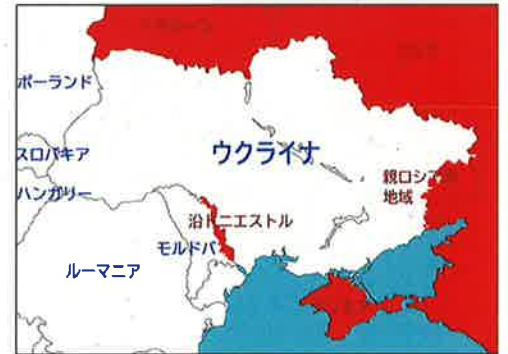 ポーランド
スロバキア
ウクライナ
ハンガリー
親ロシア
地域
沿ドニエストル
モルドバ
ルーマニア